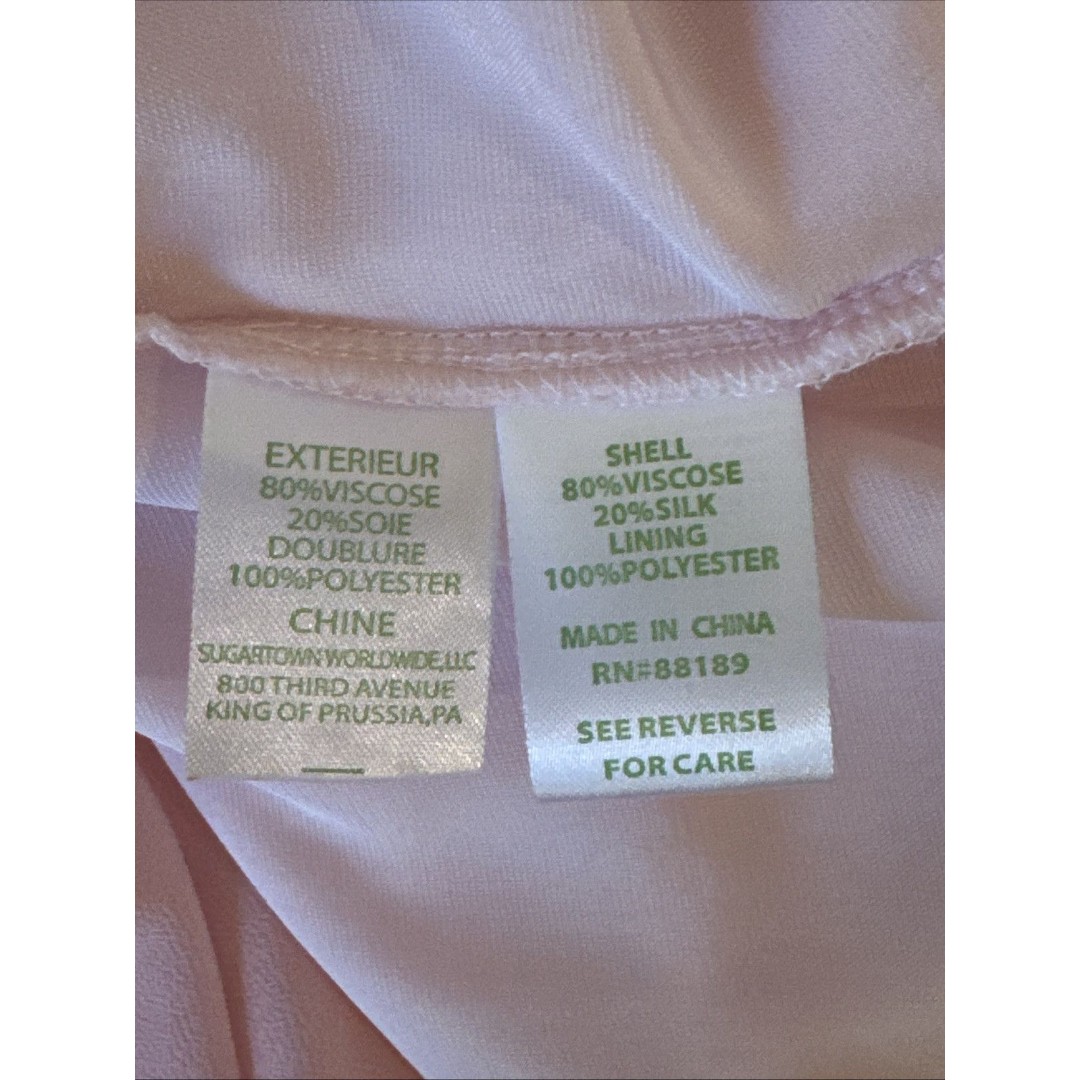 EXTERIEUR
80%VISCOSE
20%SOIE
DOUBLURE
100%POLYESTER
CHINE
SUGARTOWN WORLDWIDE, LLC
800 THIRD AVENUE
KING OF PRUSSIA, PA
SHELL
80%VISCOSE
20%SILK
LINING
100%POLYESTER
MADE IN CHINA
RN#88189
SEE REVERSE
FOR CARE